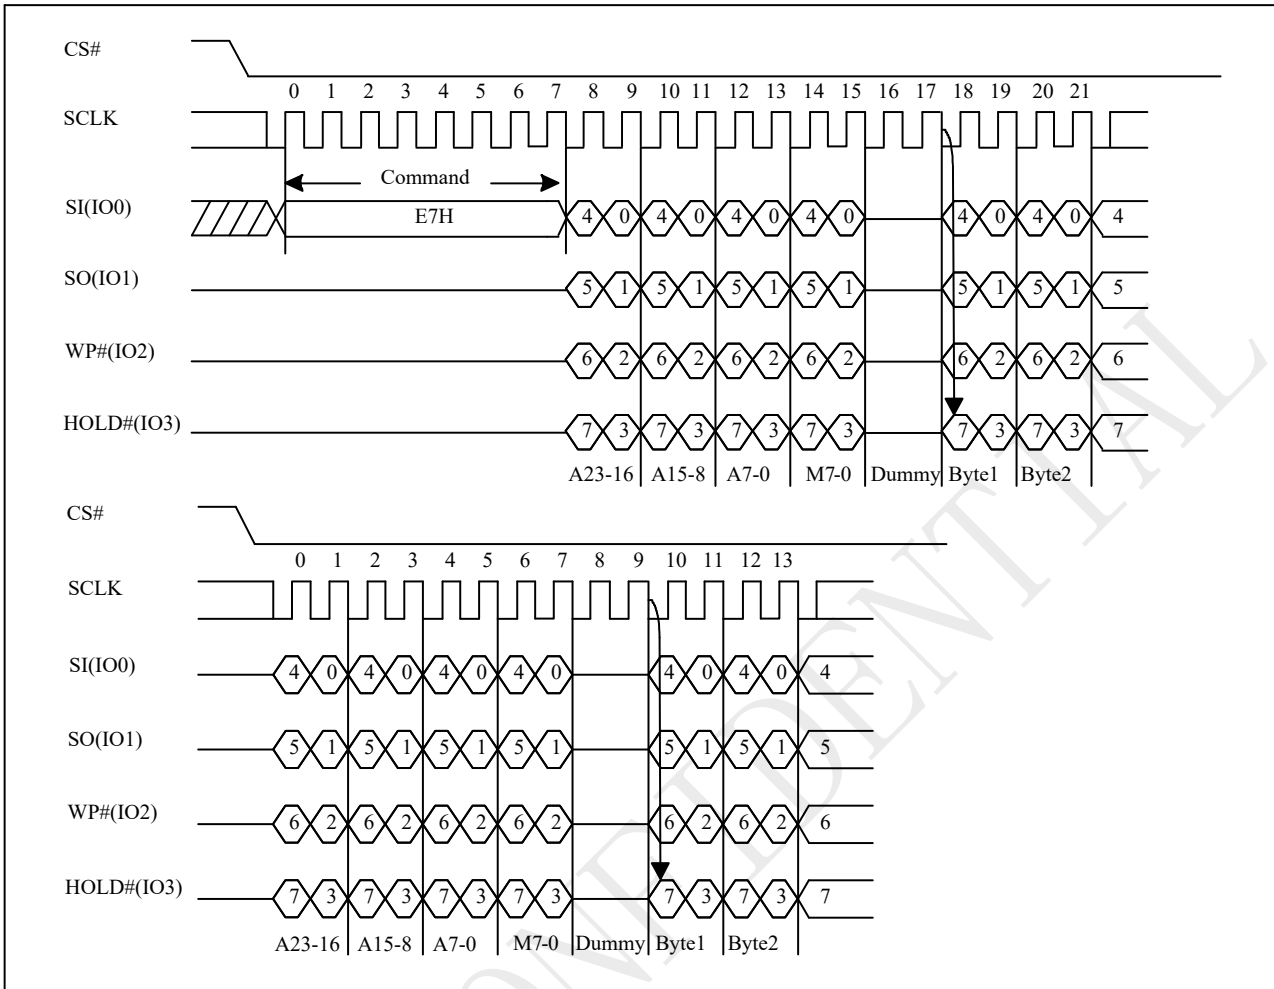 CS#
0 1 2 3 4 5 6 7 8 9 10 11 12 13 14 15 16 17 18 19 20 21
SCLK
Command
SI(IO0) E7H 4 0 4 0 4 0 4 0 4 0 4 0 4
SO(IO1) 5 1 5 1 5 1 5 1 5 1 5 1 5
WP#(IO2) 6 2 6 2 6 2 6 2 6 2 6 2 6
HOLD#(IO3) 7 3 7 3 7 3 7 3 7 3 7 3 7
A23-16 A15-8 A7-0 M7-0 Dummy Byte1 Byte2
CS#
0 1 2 3 4 5 6 7 8 9 10 11 12 13
SCLK
SI(IO0) 4 0 4 0 4 0 4 0 4 0 4 0 4
SO(IO1) 5 1 5 1 5 1 5 1 5 1 5 1 5
WP#(IO2) 6 2 6 2 6 2 6 2 6 2 6 2 6
HOLD#(IO3) 7 3 7 3 7 3 7 3 7 3 7 3 7
A23-16 A15-8 A7-0 M7-0 Dummy Byte1 Byte2
ONFIDENTIAL